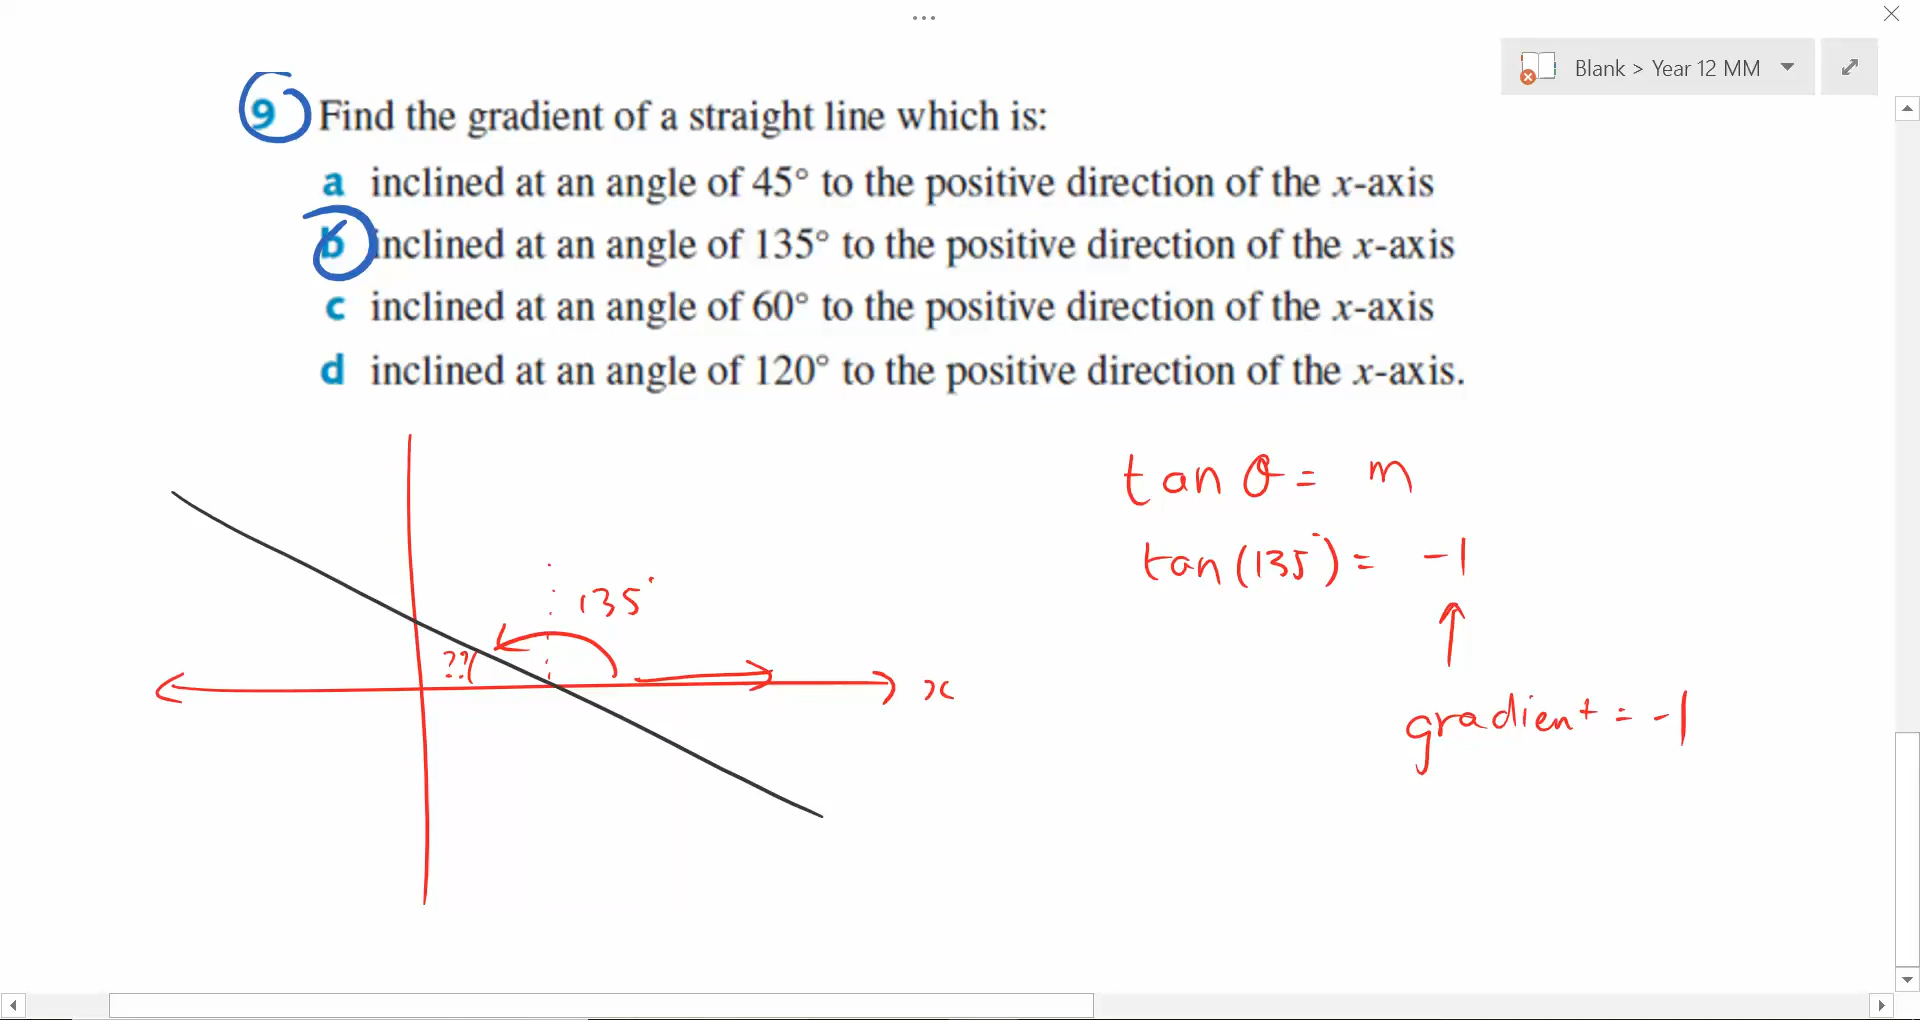 ...
Blank > Year 12 MM
9 Find the gradient of a straight line which is:
a inclined at an angle of 45° to the positive direction of the x-axis
b inclined at an angle of 135° to the positive direction of the x-axis
c inclined at an angle of 60° to the positive direction of the x-axis
d inclined at an angle of 120° to the positive direction of the x-axis.
tan θ = m
tan (135°) = -1
135°
??
x
gradient = -1